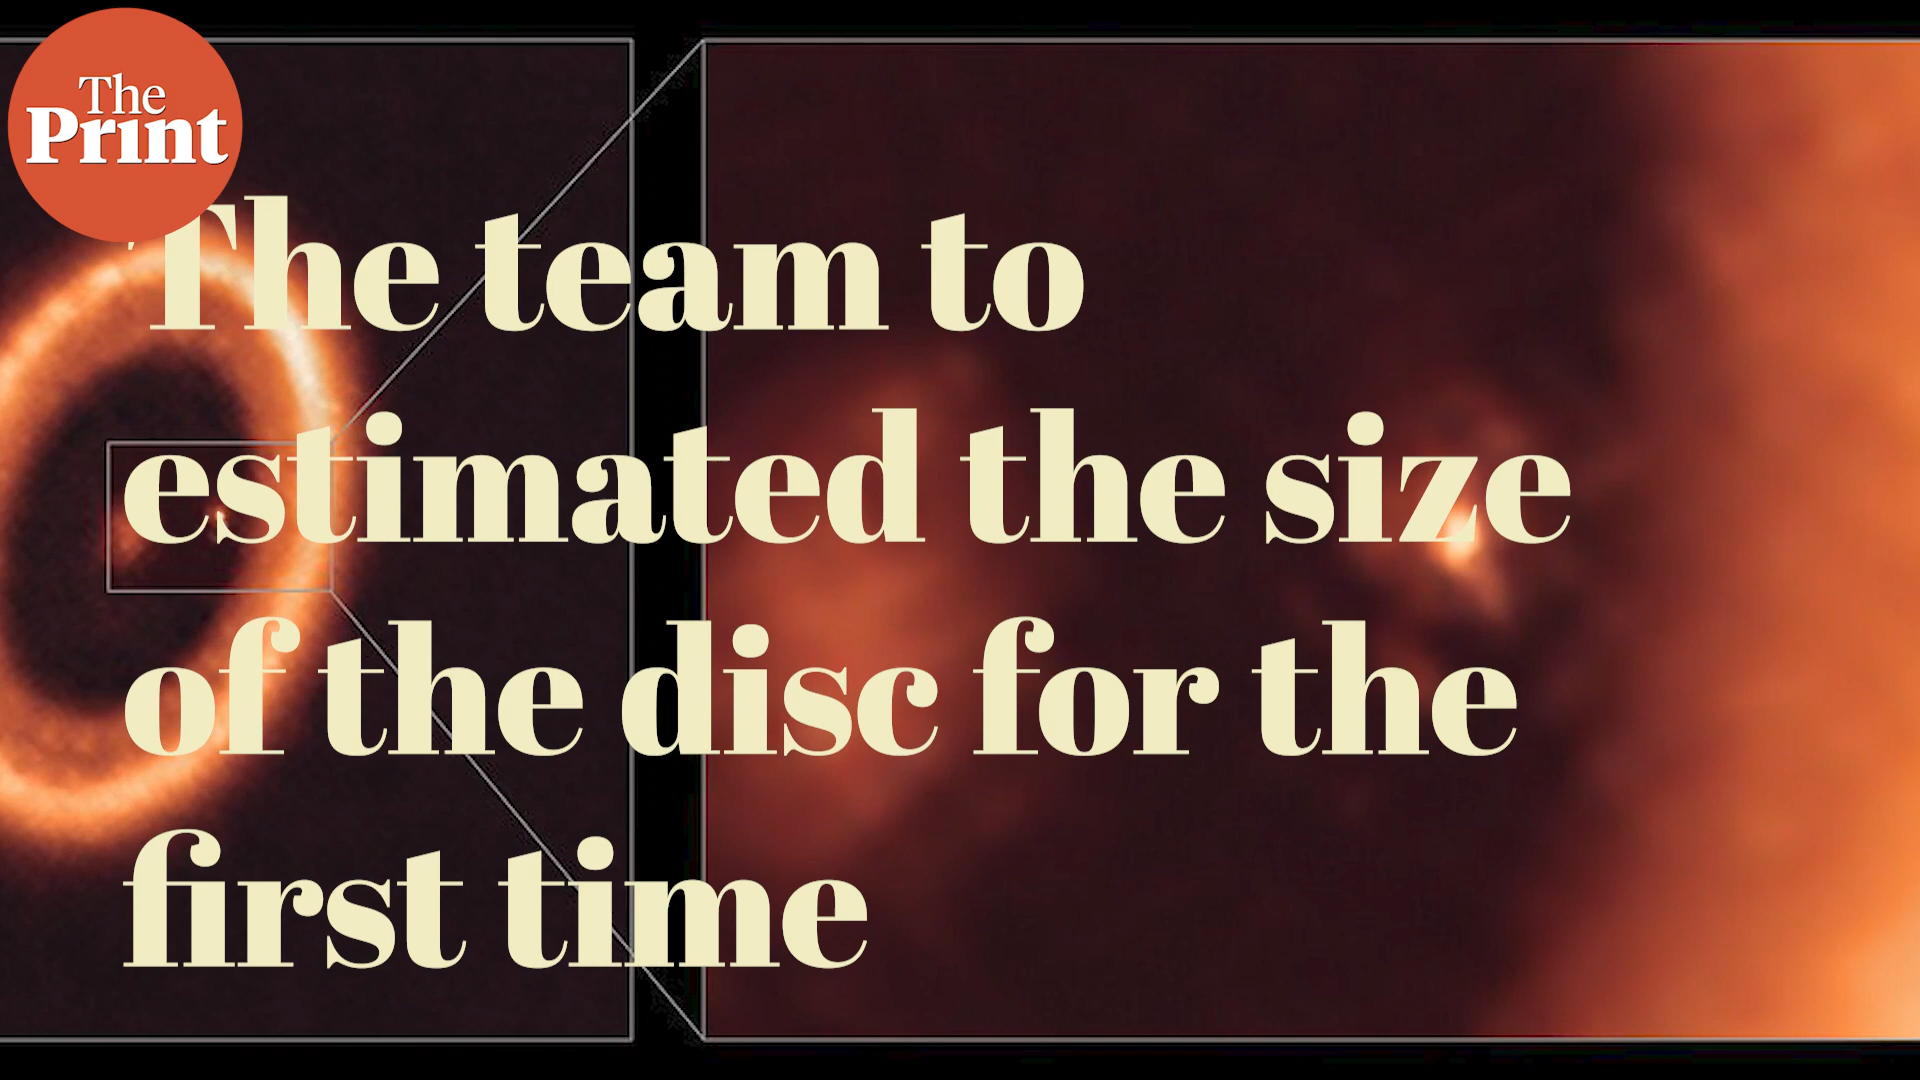 The
Print
The team to
estimated the size
of the disc for the
first time